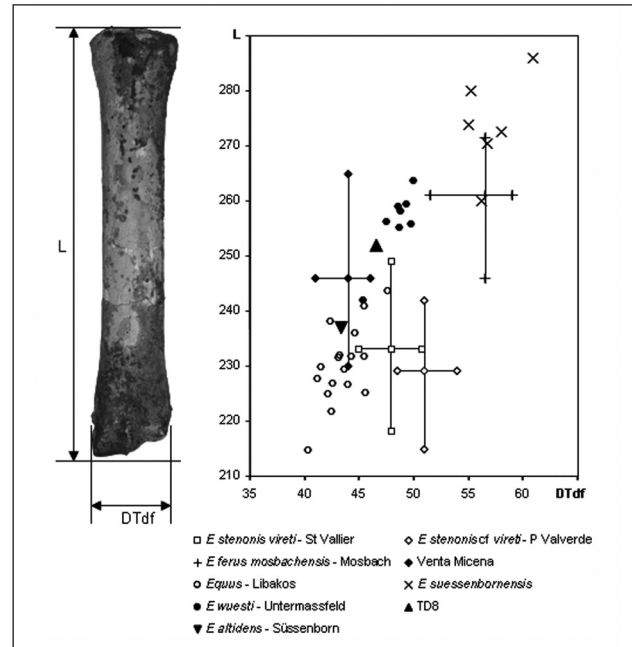 L
DTdf
L
290
280
270
260
250
240
230
220
210
35 40 45 50 55 DTdf 60
E stenonis vireti - St Vallier
E stenonis cf vireti - P Valverde
E ferus mosbachensis - Mosbach
Venta Micena
Equus - Libakos
E suessenbornensis
E wuesti - Untermassfeld
TD8
E altidens - Süssenborn